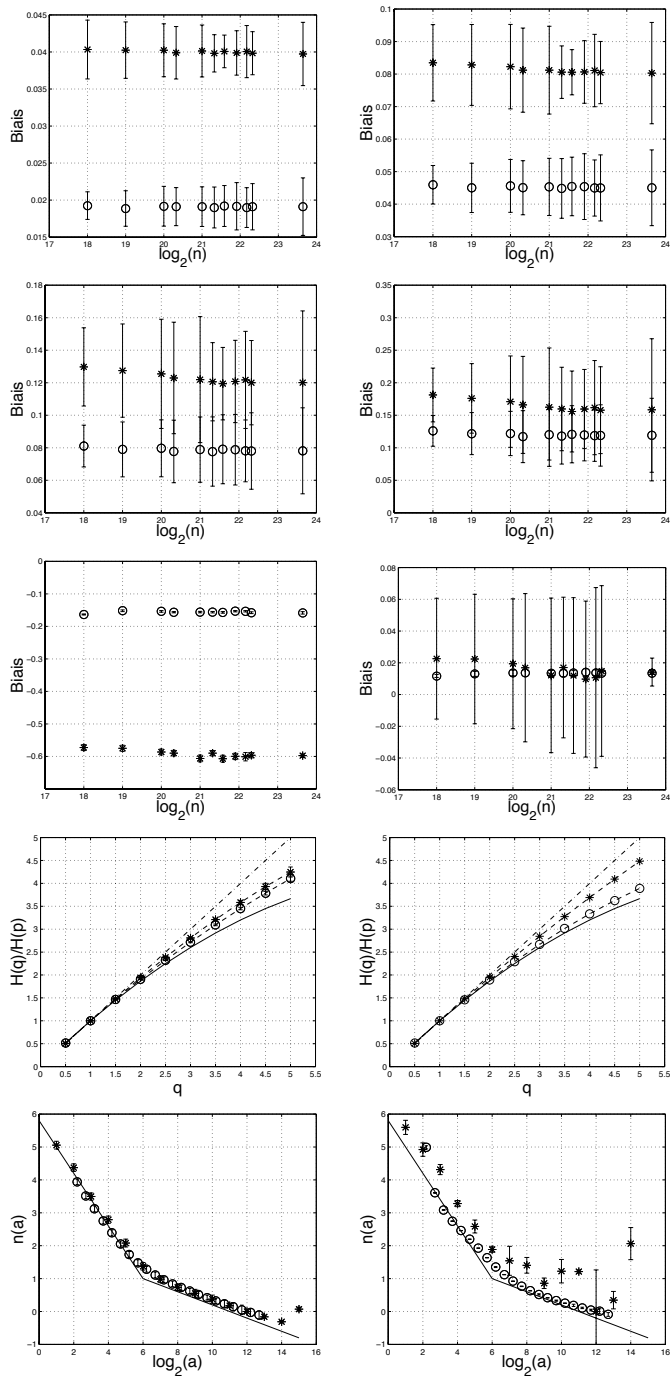 0.05
0.045
0.04
0.035
0.03
0.025
0.02
0.015
Biais
17 18 19 20 21 22 23 24
log2(n)
0.1
0.09
0.08
0.07
0.06
0.05
0.04
0.03
Biais
17 18 19 20 21 22 23 24
log2(n)
0.18
0.16
0.14
0.12
0.1
0.08
0.06
0.04
Biais
17 18 19 20 21 22 23 24
log2(n)
0.35
0.3
0.25
0.2
0.15
0.1
0.05
0
Biais
17 18 19 20 21 22 23 24
log2(n)
0
−0.1
−0.2
−0.3
−0.4
−0.5
−0.6
Biais
17 18 19 20 21 22 23 24
log2(n)
0.08
0.06
0.04
0.02
0
−0.02
−0.04
−0.06
Biais
17 18 19 20 21 22 23 24
log2(n)
5
4.5
4
3.5
3
2.5
2
1.5
1
0.5
0
H(q)/H(p)
0 0.5 1 1.5 2 2.5 3 3.5 4 4.5 5 5.5
q
5
4.5
4
3.5
3
2.5
2
1.5
1
0.5
0
H(q)/H(p)
0 0.5 1 1.5 2 2.5 3 3.5 4 4.5 5 5.5
q
6
5
4
3
2
1
0
−1
n(a)
0 2 4 6 8 10 12 14 16
log2(a)
6
5
4
3
2
1
0
−1
n(a)
0 2 4 6 8 10 12 14 16
log2(a)